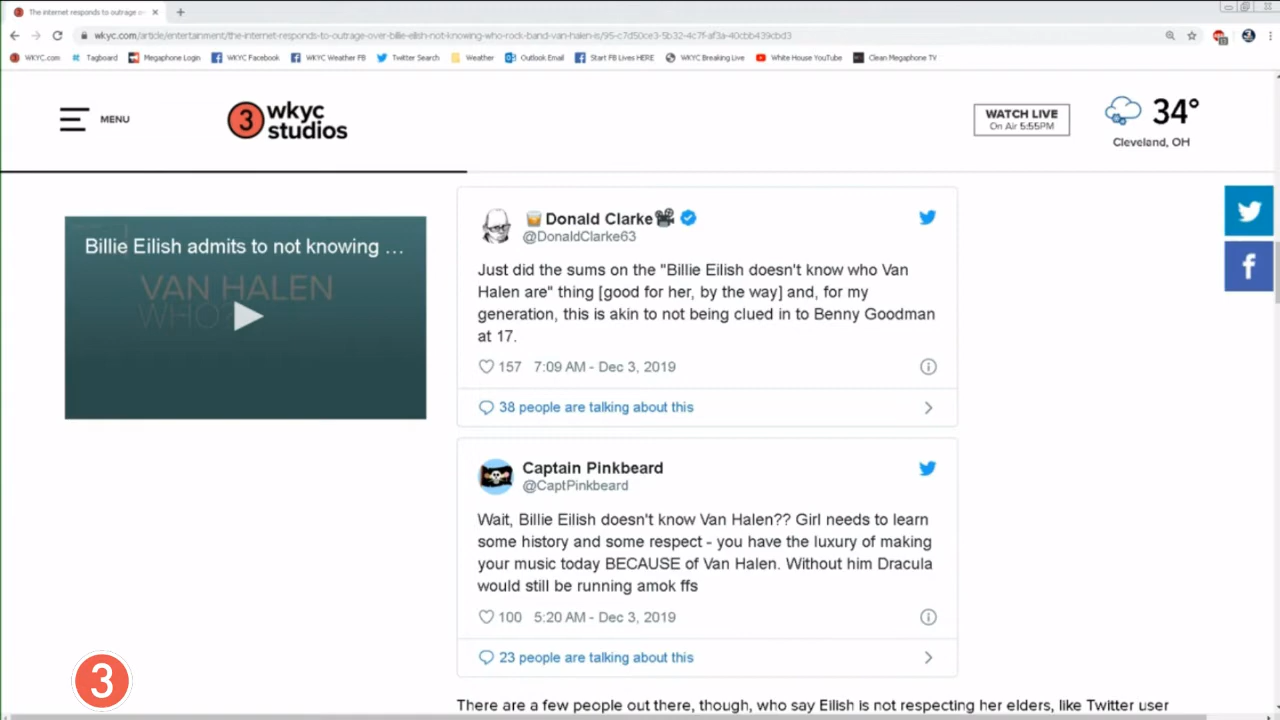 The internet responds to outrage o
wkyc.com/article/entertainment/the-internet-responds-to-outrage-over-billie-eilish-not-knowing-who-rock-band-van-halen-is/95-c7d50ce3-5b32-4c7f-af3a-40cbb439cbd3
WKYC.com Tagboard Megaphone Login WKYC Facebook WKYC Weather FB Twitter Search Weather Outlook Email Start FB Lives HERE WKYC Breaking Live White House YouTube Clean Megaphone TV
MENU
3 wkyc studios
WATCH LIVE
On Air 5:55PM
34°
Cleveland, OH
Billie Eilish admits to not knowing ...
VAN HALEN
WHO?
Donald Clarke
@DonaldClarke63
Just did the sums on the "Billie Eilish doesn't know who Van
Halen are" thing [good for her, by the way] and, for my
generation, this is akin to not being clued in to Benny Goodman
at 17.
157 7:09 AM - Dec 3, 2019
38 people are talking about this
Captain Pinkbeard
@CaptPinkbeard
Wait, Billie Eilish doesn't know Van Halen?? Girl needs to learn
some history and some respect - you have the luxury of making
your music today BECAUSE of Van Halen. Without him Dracula
would still be running amok ffs
100 5:20 AM - Dec 3, 2019
23 people are talking about this
There are a few people out there, though, who say Eilish is not respecting her elders, like Twitter user
3